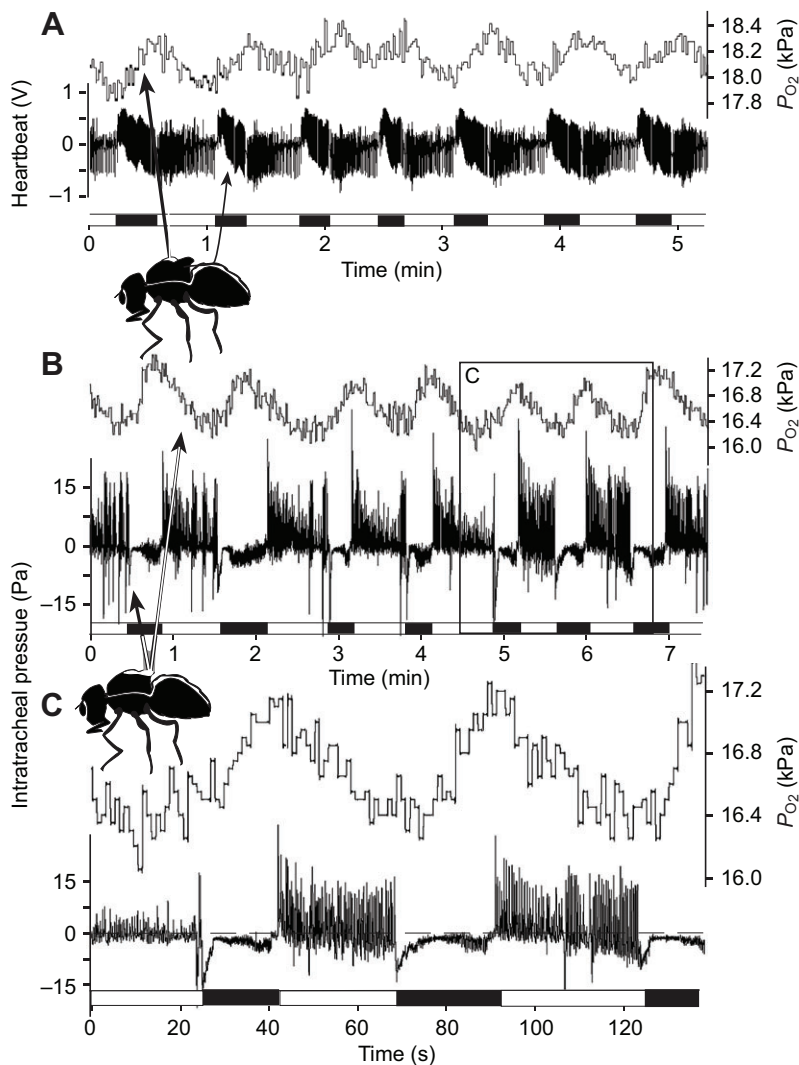 A
Heartbeat (V)
1
0
–1
18.4
18.2
18.0
17.8
PO2 (kPa)
0 1 2 3 4 5
Time (min)
B
C
Intratracheal pressue (Pa)
15
0
–15
17.2
16.8
16.4
16.0
PO2 (kPa)
0 1 2 3 4 5 6 7
Time (min)
C
17.2
16.8
16.4
16.0
PO2 (kPa)
15
0
–15
0 20 40 60 80 100 120
Time (s)